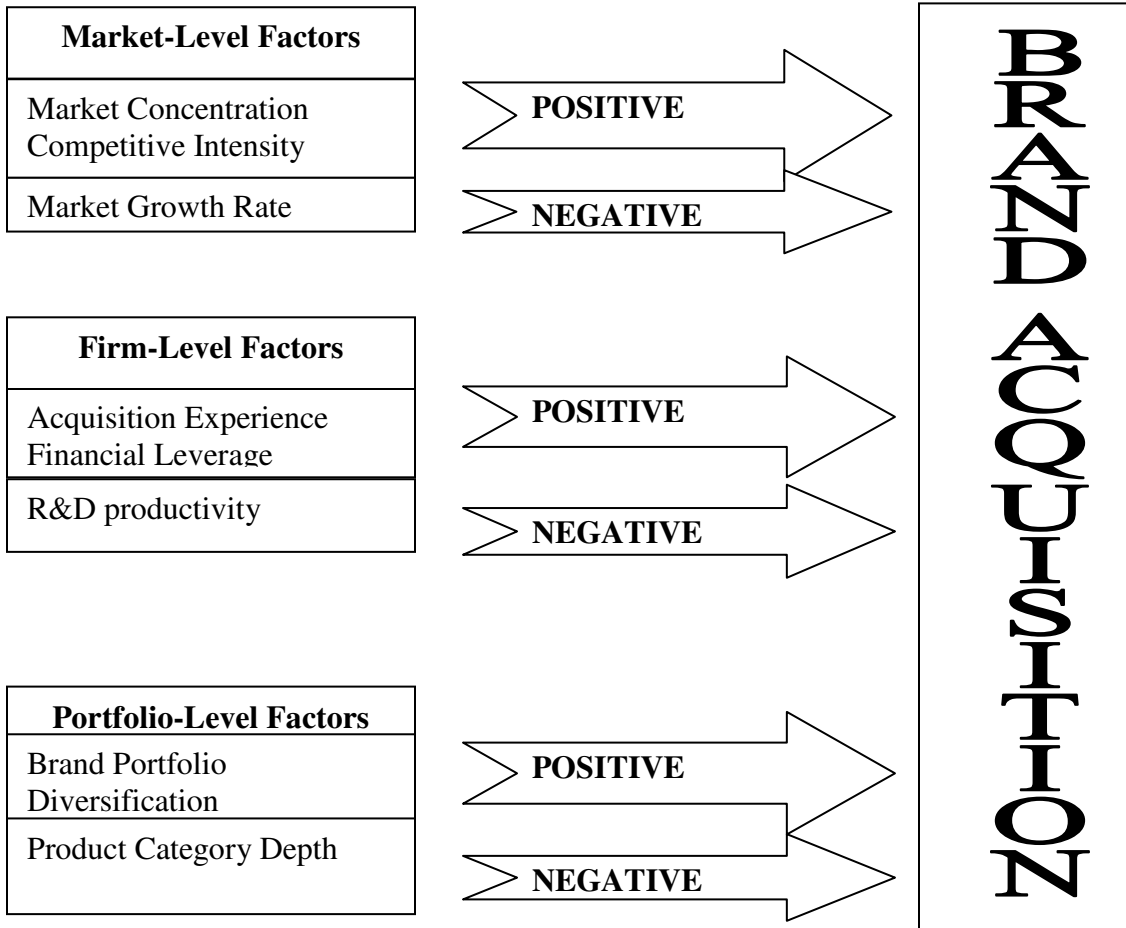 Market-Level Factors
Market Concentration
Competitive Intensity
POSITIVE
Market Growth Rate
NEGATIVE
Firm-Level Factors
Acquisition Experience
Financial Leverage
POSITIVE
R&D productivity
NEGATIVE
Portfolio-Level Factors
Brand Portfolio
Diversification
POSITIVE
Product Category Depth
NEGATIVE
BRAND ACQUISITION